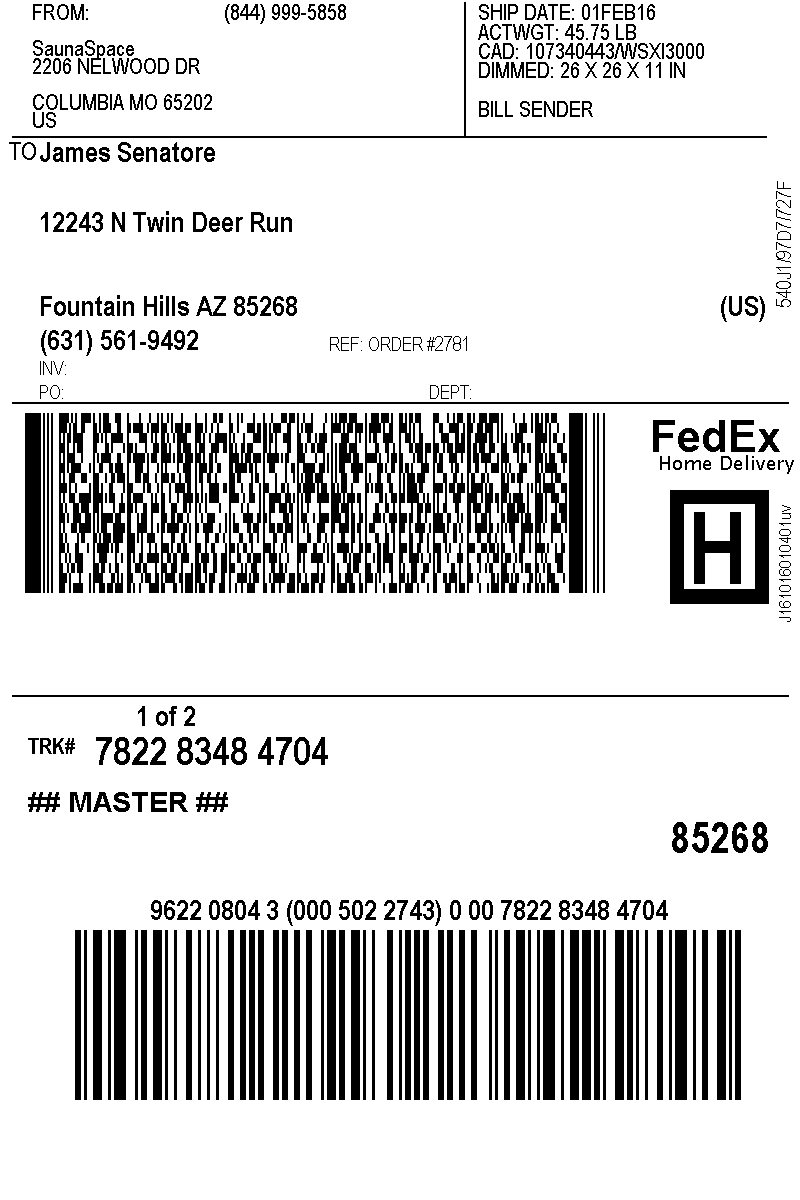 FROM: (844) 999-5858
SaunaSpace
2206 NELWOOD DR
COLUMBIA MO 65202
US
SHIP DATE: 01FEB16
ACTWGT: 45.75 LB
CAD: 107340443/WSXI3000
DIMMED: 26 X 26 X 11 IN
BILL SENDER
TO James Senatore
12243 N Twin Deer Run
Fountain Hills AZ 85268 (US)
(631) 561-9492 REF: ORDER #2781
INV:
PO: DEPT:
540J1/97D7/727F
FedEx
Home Delivery
H
J161016010401uv
1 of 2
TRK# 7822 8348 4704
## MASTER ##
85268
9622 0804 3 (000 502 2743) 0 00 7822 8348 4704